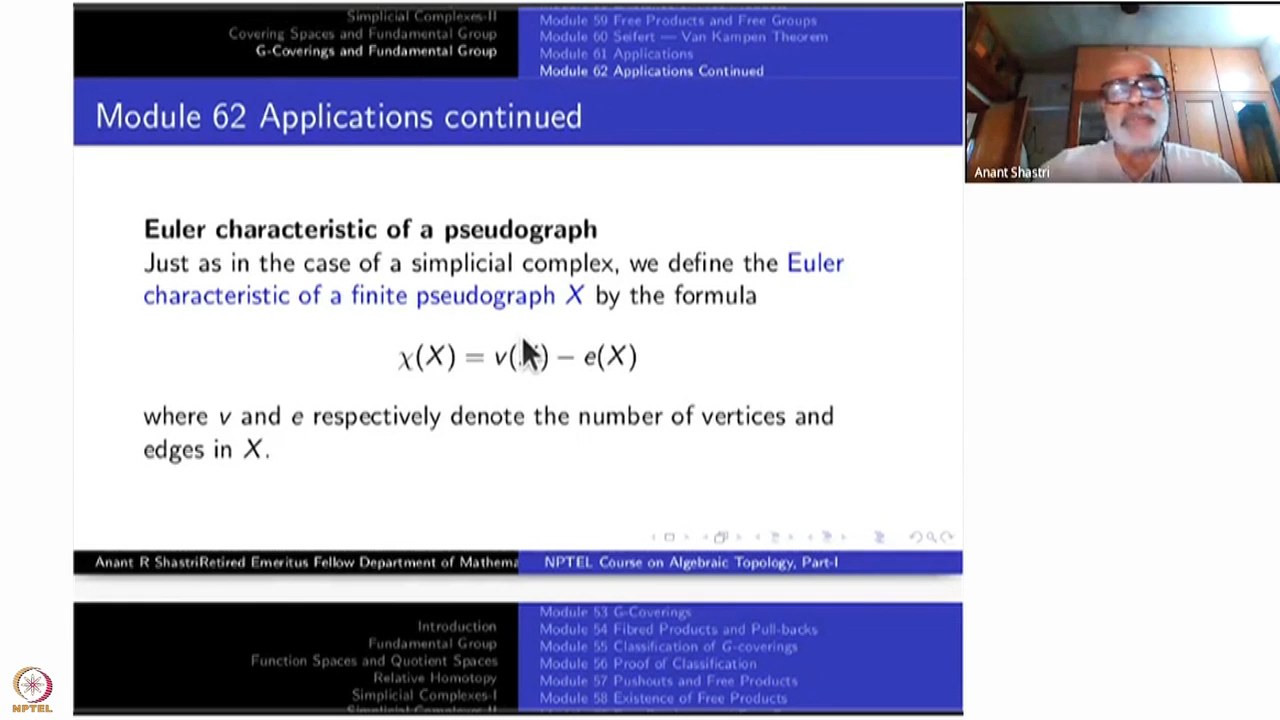 Simplicial Complexes-II
Covering Spaces and Fundamental Group
G-Coverings and Fundamental Group
Module 59 Free Products and Free Groups
Module 60 Seifert — Van Kampen Theorem
Module 61 Applications
Module 62 Applications Continued
Module 62 Applications continued
Anant Shastri
Euler characteristic of a pseudograph
Just as in the case of a simplicial complex, we define the Euler
characteristic of a finite pseudograph X by the formula
χ(X) = v( ) − e(X)
where v and e respectively denote the number of vertices and
edges in X.
Anant R ShastriRetired Emeritus Fellow Department of Mathema
NPTEL Course on Algebraic Topology, Part-I
Introduction
Fundamental Group
Function Spaces and Quotient Spaces
Relative Homotopy
Simplicial Complexes-I
Module 53 G-Coverings
Module 54 Fibred Products and Pull-backs
Module 55 Classification of G-coverings
Module 56 Proof of Classification
Module 57 Pushouts and Free Products
Module 58 Existence of Free Products
NPTEL